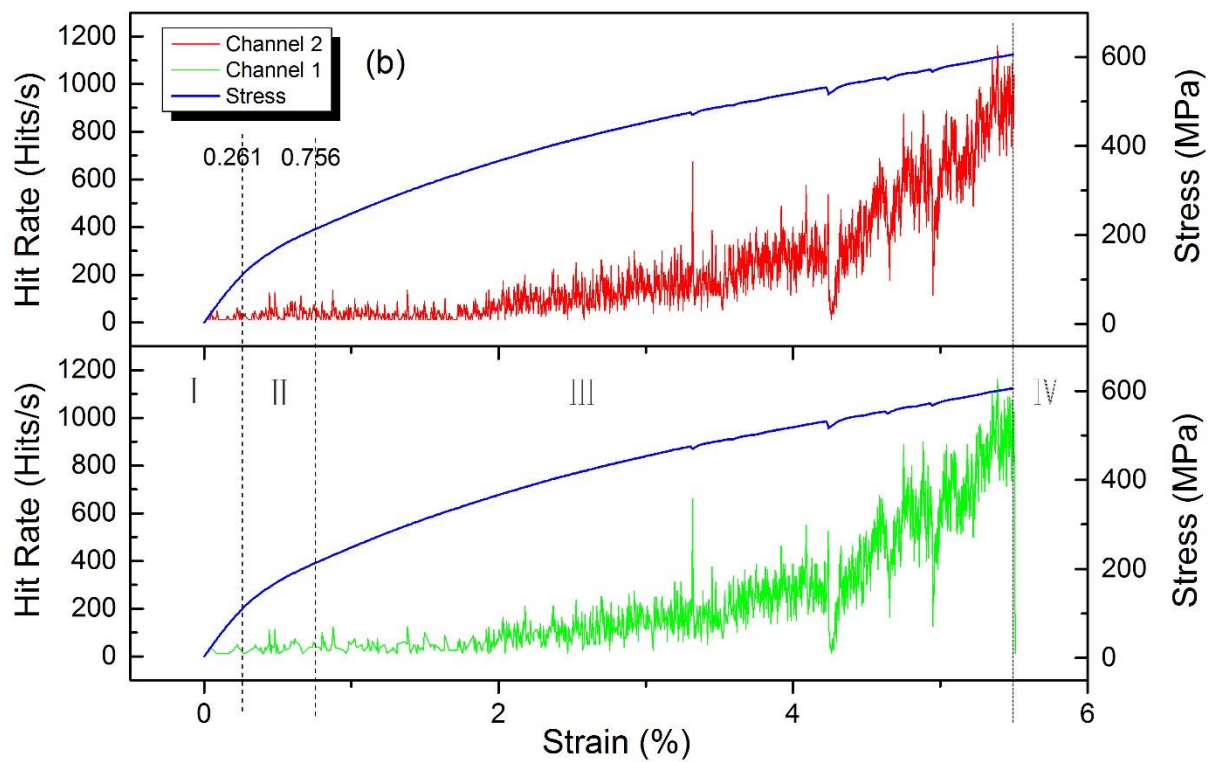 Channel 2
Channel 1
Stress
(b)
0.261
0.756
1200
1000
800
600
400
200
0
Hit Rate (Hits/s)
600
400
200
0
Stress (MPa)
I
II
III
IV
1200
1000
800
600
400
200
0
Hit Rate (Hits/s)
600
400
200
0
Stress (MPa)
0
2
4
6
Strain (%)